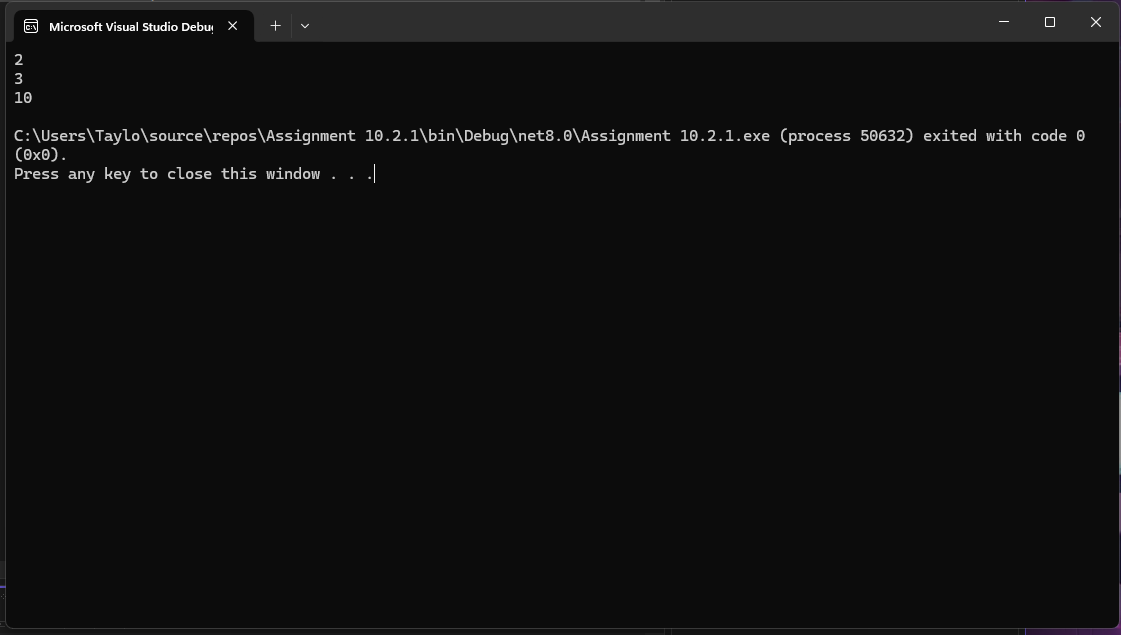 Microsoft Visual Studio Debug
2
3
10
C:\Users\Taylo\source\repos\Assignment 10.2.1\bin\Debug\net8.0\Assignment 10.2.1.exe (process 50632) exited with code 0
(0x0).
Press any key to close this window . . .